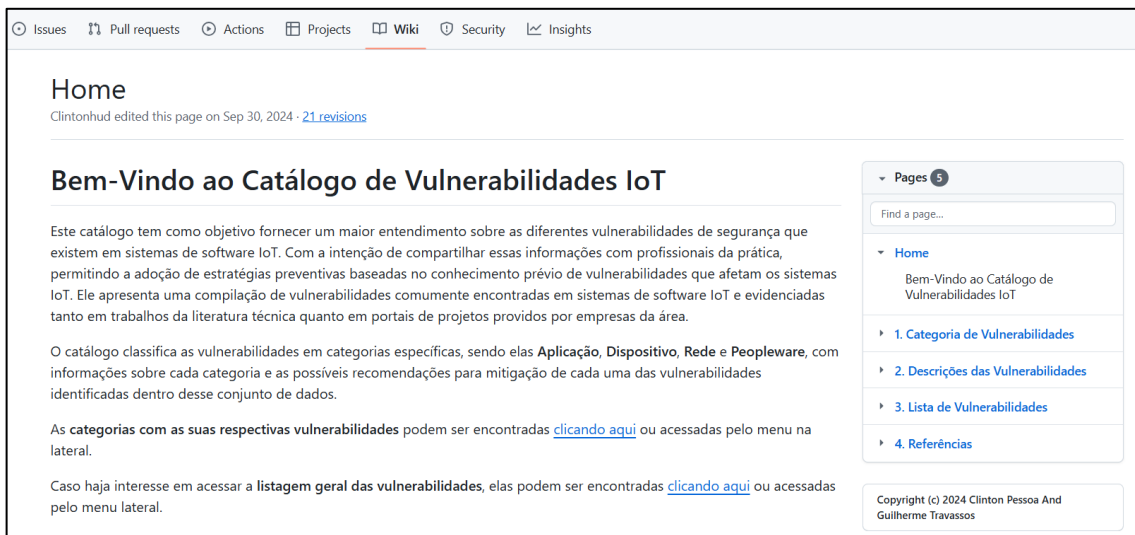 Issues Pull requests Actions Projects Wiki Security Insights
Home
Clintonhud edited this page on Sep 30, 2024 · 21 revisions
Bem-Vindo ao Catálogo de Vulnerabilidades IoT
Este catálogo tem como objetivo fornecer um maior entendimento sobre as diferentes vulnerabilidades de segurança que
existem em sistemas de software IoT. Com a intenção de compartilhar essas informações com profissionais da prática,
permitindo a adoção de estratégias preventivas baseadas no conhecimento prévio de vulnerabilidades que afetam os sistemas
IoT. Ele apresenta uma compilação de vulnerabilidades comumente encontradas em sistemas de software IoT e evidenciadas
tanto em trabalhos da literatura técnica quanto em portais de projetos providos por empresas da área.
O catálogo classifica as vulnerabilidades em categorias específicas, sendo elas Aplicação, Dispositivo, Rede e Peopleware, com
informações sobre cada categoria e as possíveis recomendações para mitigação de cada uma das vulnerabilidades
identificadas dentro desse conjunto de dados.
As categorias com as suas respectivas vulnerabilidades podem ser encontradas clicando aqui ou acessadas pelo menu na
lateral.
Caso haja interesse em acessar a listagem geral das vulnerabilidades, elas podem ser encontradas clicando aqui ou acessadas
pelo menu lateral.
Pages 5
Find a page...
Home
Bem-Vindo ao Catálogo de
Vulnerabilidades IoT
1. Categoria de Vulnerabilidades
2. Descrições das Vulnerabilidades
3. Lista de Vulnerabilidades
4. Referências
Copyright (c) 2024 Clinton Pessoa And
Guilherme Travassos